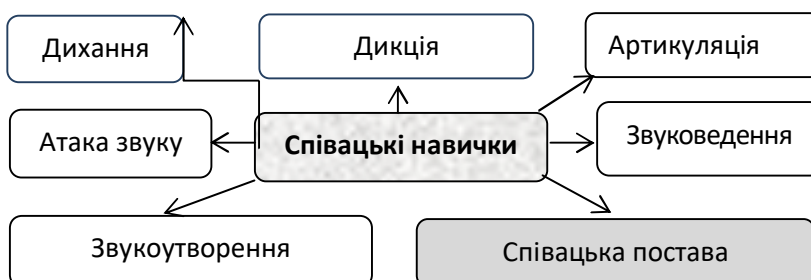 Дихання
Дикція
Артикуляція
Атака звуку
Співацькі навички
Звуковедення
Звукоутворення
Співацька постава